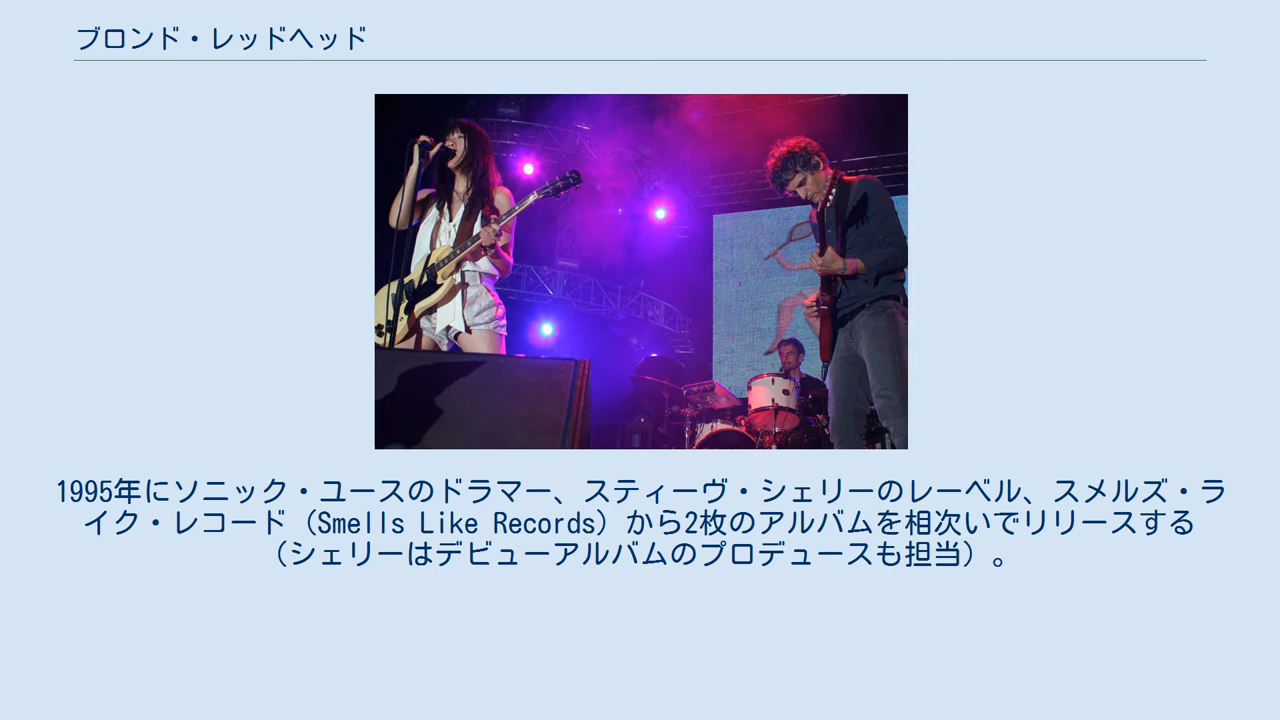 ブロンド・レッドヘッド
1995年にソニック・ユースのドラマー、スティーヴ・シェリーのレーベル、スメルズ・ラ
イク・レコード（Smells Like Records）から2枚のアルバムを相次いでリリースする
（シェリーはデビューアルバムのプロデュースも担当）。